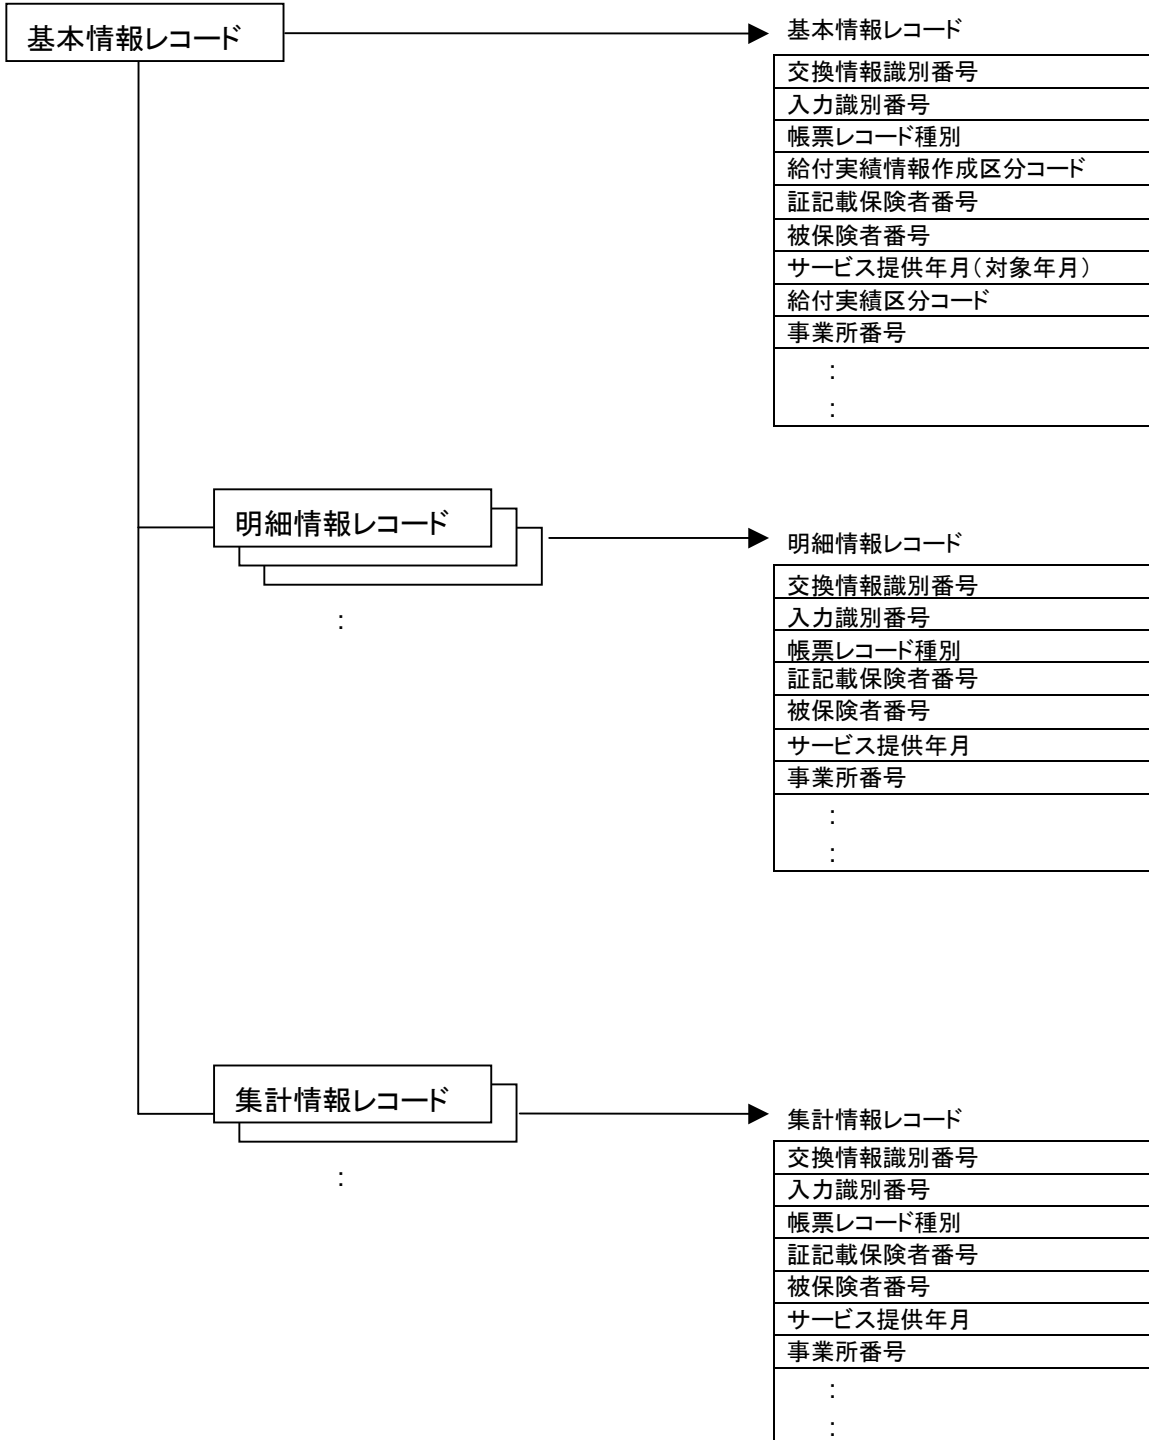 基本情報レコード
基本情報レコード
交換情報識別番号
入力識別番号
帳票レコード種別
給付実績情報作成区分コード
証記載保険者番号
被保険者番号
サービス提供年月(対象年月)
給付実績区分コード
事業所番号
:
:
明細情報レコード
:
明細情報レコード
交換情報識別番号
入力識別番号
帳票レコード種別
証記載保険者番号
被保険者番号
サービス提供年月
事業所番号
:
:
集計情報レコード
:
集計情報レコード
交換情報識別番号
入力識別番号
帳票レコード種別
証記載保険者番号
被保険者番号
サービス提供年月
事業所番号
:
: